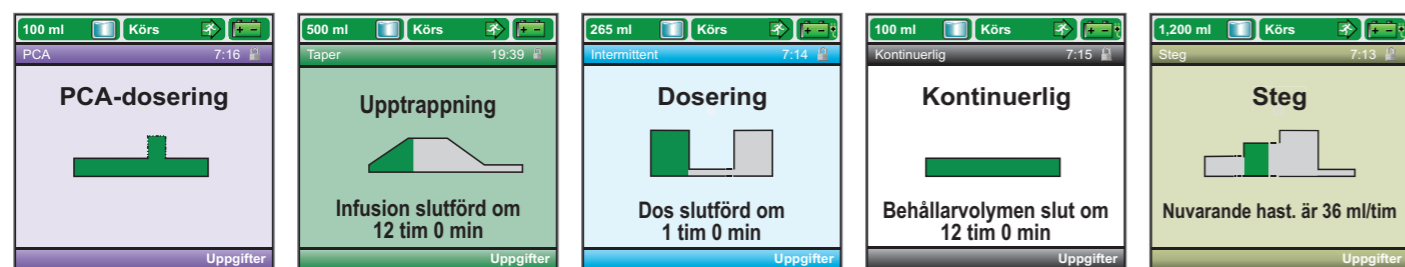 100 ml Körs
PCA 7:16
PCA-dosering
Uppgifter
500 ml Körs
Taper 19:39
Upptrappning
Infusion slutförd om
12 tim 0 min
Uppgifter
265 ml Körs
Intermittent 7:14
Dosering
Dos slutförd om
1 tim 0 min
Uppgifter
100 ml Körs
Kontinuerlig 7:15
Kontinuerlig
Behållarvolymen slut om
12 tim 0 min
Uppgifter
1,200 ml Körs
Steg 7:13
Steg
Nuvarande hast. är 36 ml/tim
Uppgifter